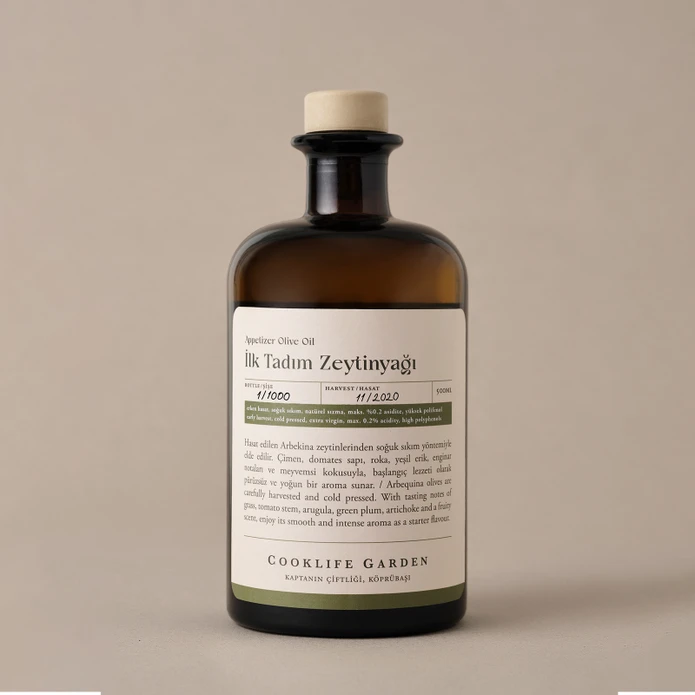 Appetizer Olive Oil
İlk Tadım Zeytinyağı
BOTTLE/ŞİŞE
1/1000
HARVEST/HASAT
11/2020
500ML
erken hasat, soğuk sıkım, natürel sızma, maks. %0.2 asidite, yüksek polifenol
early harvest, cold pressed, extra virgin, max. 0.2% acidity, high polyphenols
Hasat edilen Arbekina zeytinlerinden soğuk sıkım yöntemiyle
elde edilir. Çimen, domates sapı, roka, yeşil erik, enginar
notaları ve meyvemsi kokusuyla, başlangıç lezzeti olarak
pürüzsüz ve yoğun bir aroma sunar. / Arbequina olives are
carefully harvested and cold pressed. With tasting notes of
grass, tomato stem, arugula, green plum, artichoke and a fruity
scent, enjoy its smooth and intense aroma as a starter flavour.
COOKLIFE GARDEN
KAPTANIN ÇİFTLİĞİ, KÖPRÜBAŞI